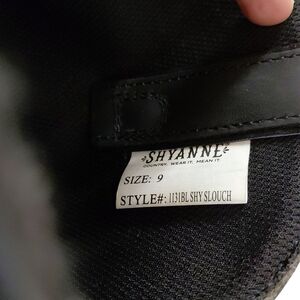 SHYANNE
COUNTRY. WEAR IT. MEAN IT
SIZE: 9
STYLE#: 1131BL SHY SLOUCH